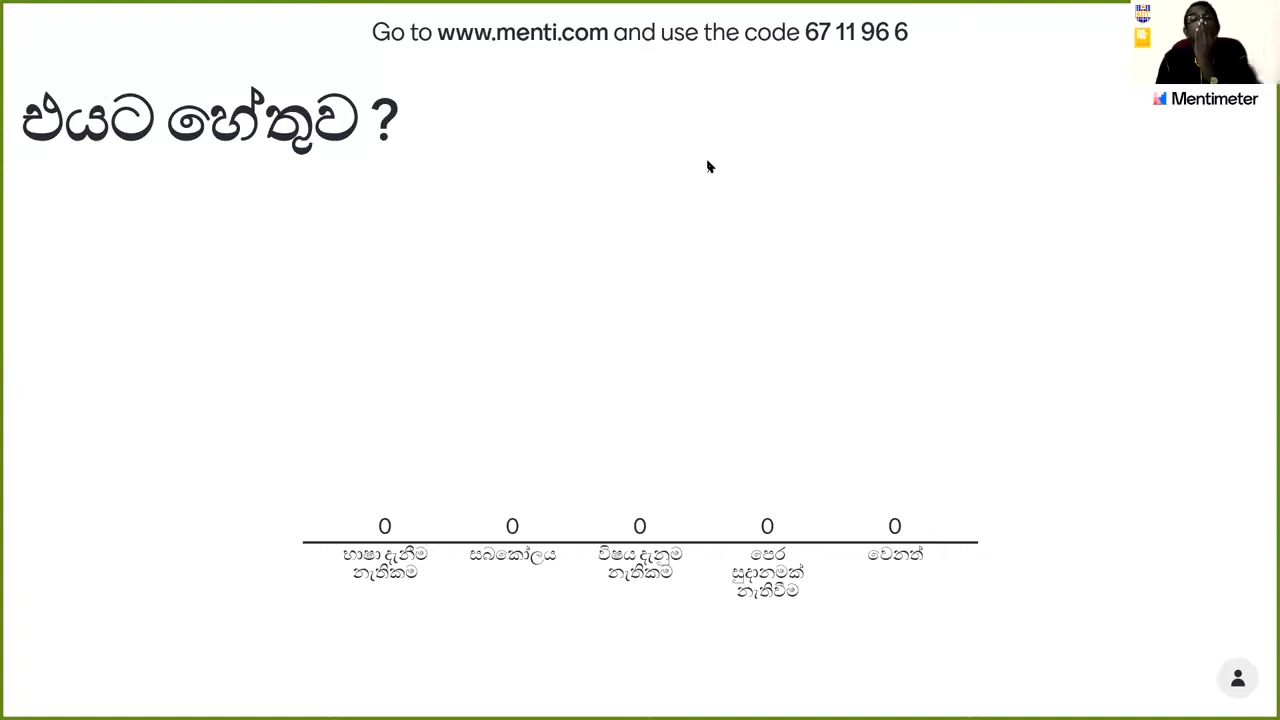 Go to www.menti.com and use the code 67 11 96 6
Mentimeter
එයට හේතුව ?
0 0 0 0 0
භාෂා දැනීම නැතිකම
සබකෝලය
විෂය දැනුම නැතිකම
පෙර සුදානමක් නැතිවීම
වෙනත්